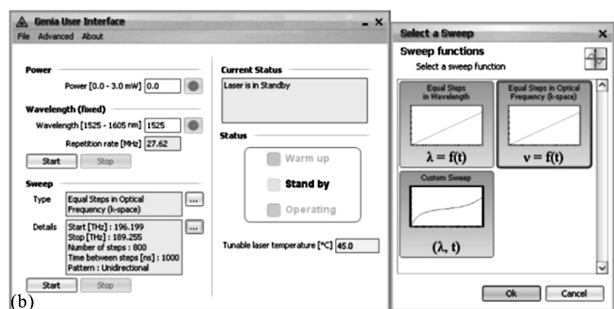 Genia User Interface
File Advanced About
Power
Power [0.0 - 3.0 mW] 0.0
Wavelength (fixed)
Wavelength [1525 - 1605 nm] 1525
Repetition rate [MHz] 27.62
Start Stop
Sweep
Type Equal Steps in Optical
Frequency (k-space)
...
Details Start [THz] : 196.199
Stop [THz] : 189.255
Number of steps : 800
Time between steps [ns] : 1000
Pattern : Unidirectional
...
Start Stop
(b)
Current Status
Laser is in Standby
Status
Warm up
Stand by
Operating
Tunable laser temperature [°C] 45.0
Select a Sweep
Sweep functions
Select a sweep function
Equal Steps
in Wavelength
λ = f(t)
Equal Steps in Optical
Frequency (k-space)
ν = f(t)
Custom Sweep
(λ, t)
Ok Cancel